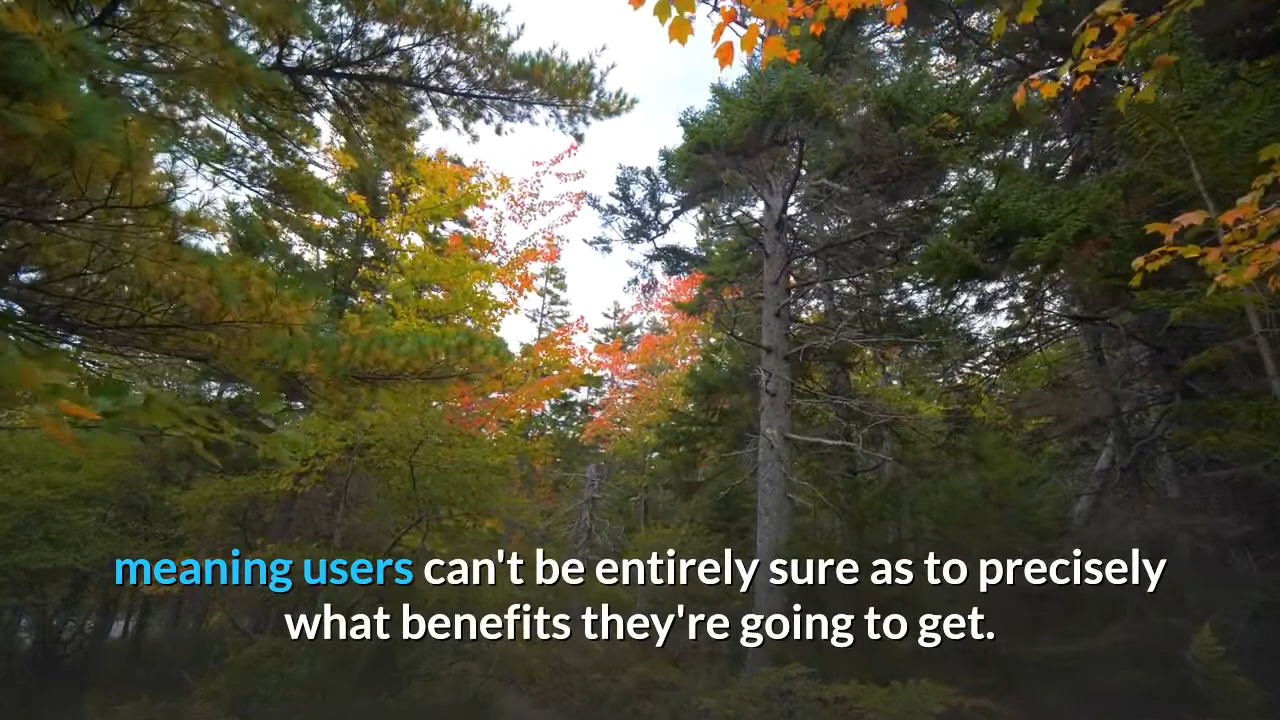 meaning users can't be entirely sure as to precisely
what benefits they're going to get.